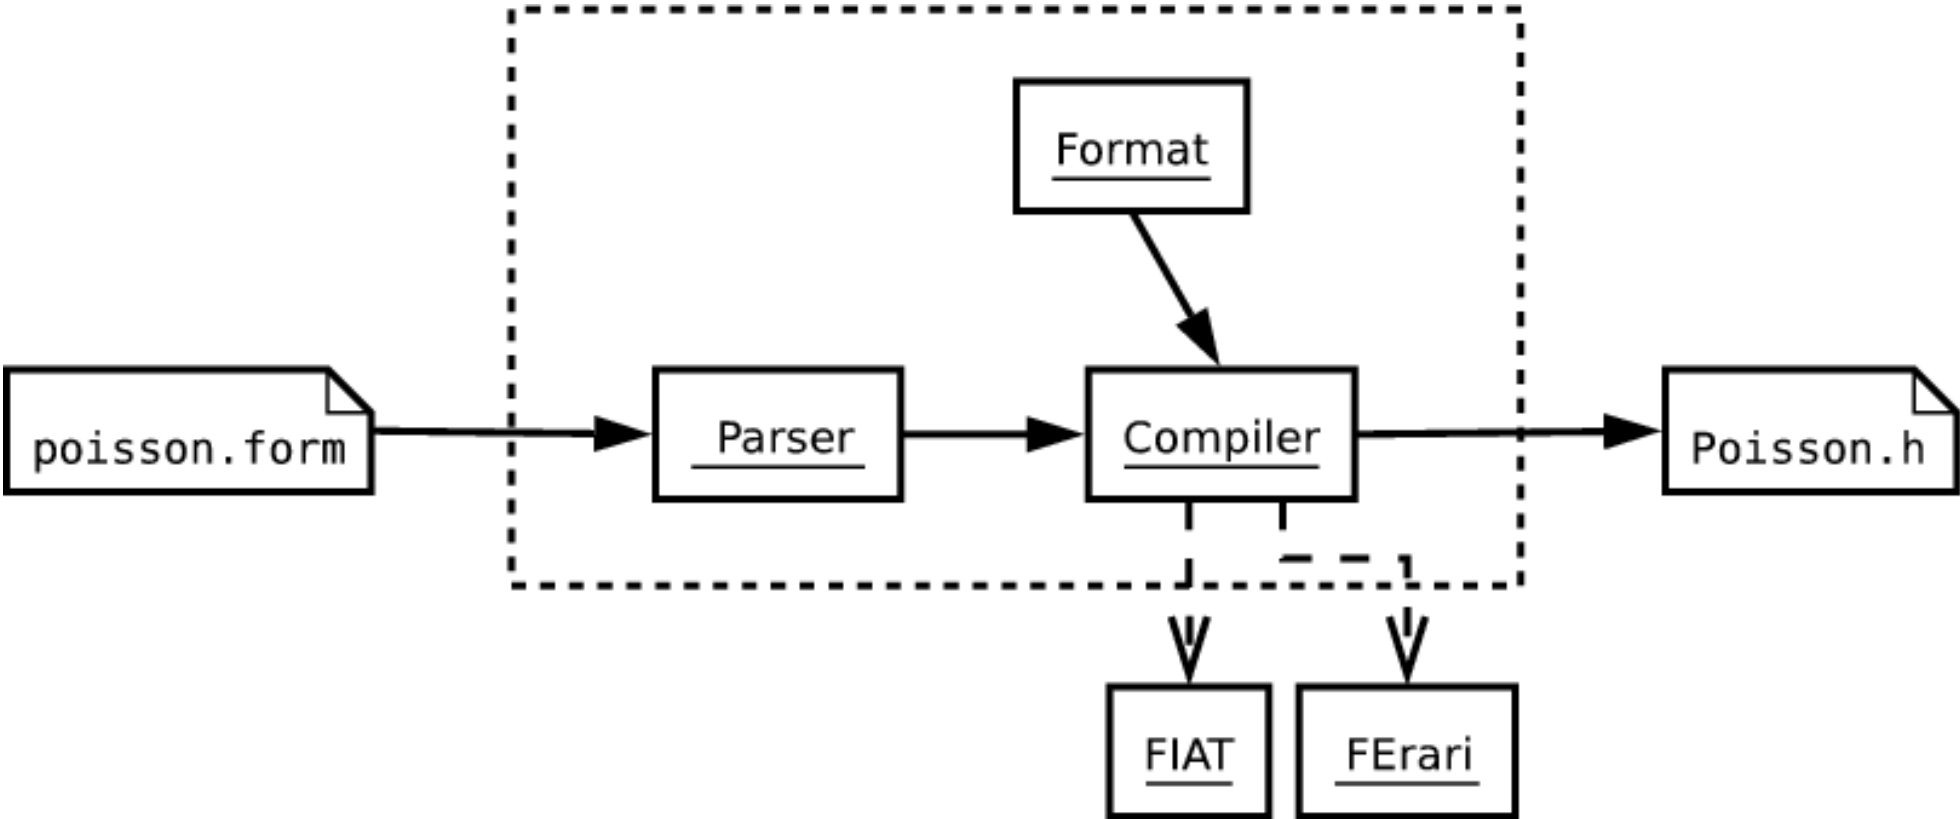 Format
poisson.form
Parser
Compiler
Poisson.h
FIAT
FErari